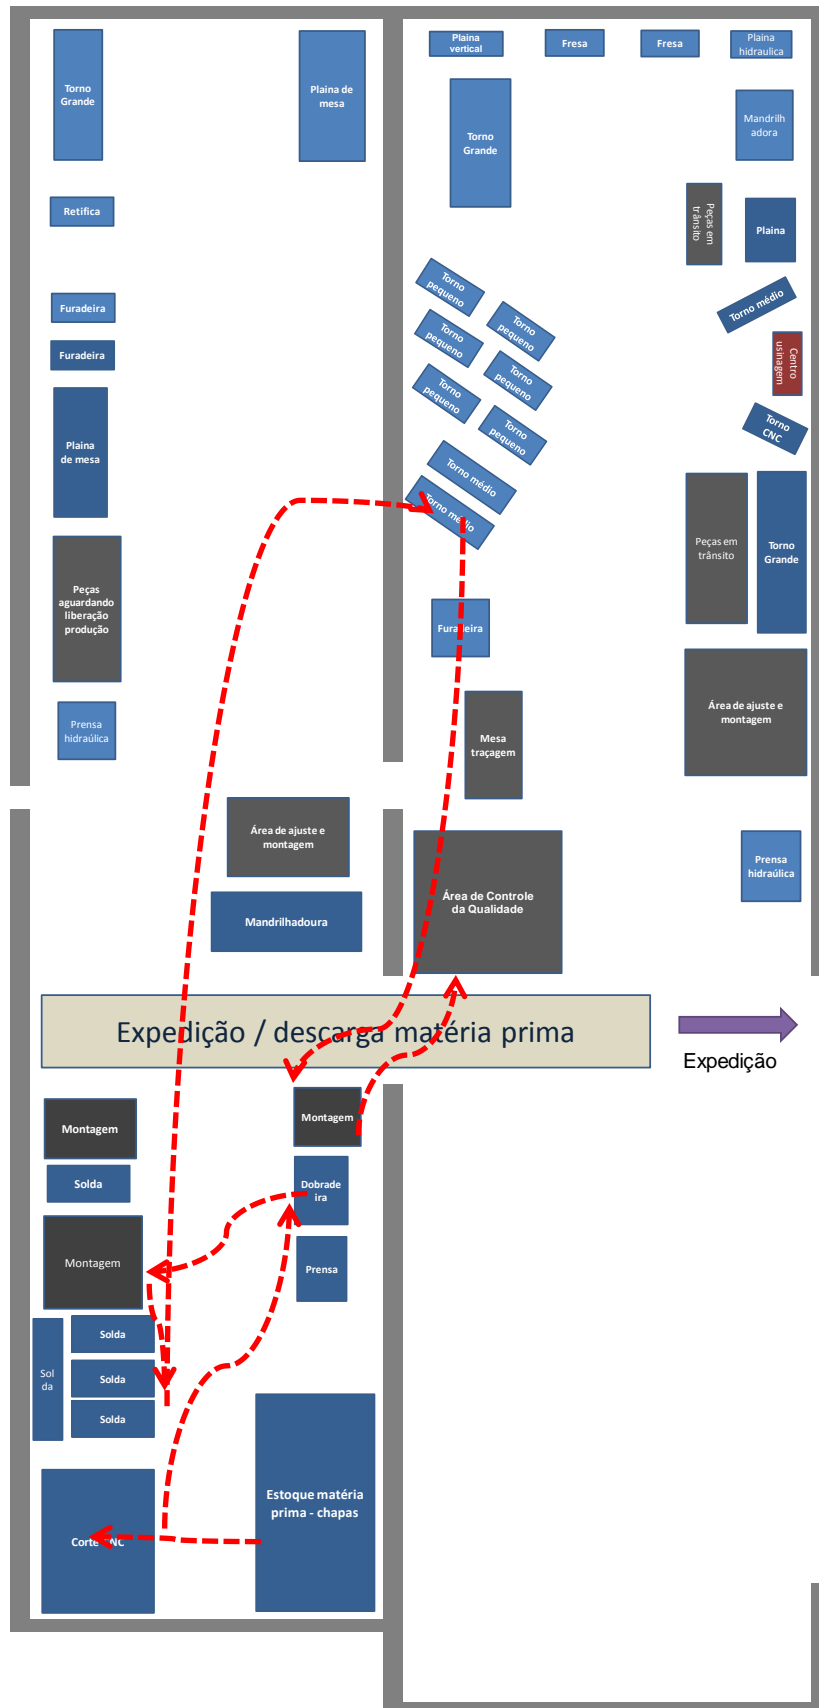 Torno
Grande
Plaina de
mesa
Plaina
vertical
Fresa
Fresa
Plaina
hidraulica
Torno
Grande
Mandrilh
adora
Retifica
Peças em
trânsito
Plaina
Furadeira
Furadeira
Torno
pequeno
Torno
pequeno
Torno
pequeno
Torno
pequeno
Torno
pequeno
Torno
pequeno
Torno médio
Centro
usinagem
Torno
CNC
Plaina
de mesa
Torno médio
Torno médio
Peças em
trânsito
Torno
Grande
Peças
aguardando
liberação
produção
Furadeira
Prensa
hidraúlica
Mesa
traçagem
Área de ajuste e
montagem
Área de ajuste e
montagem
Mandrilhadoura
Área de Controle
da Qualidade
Prensa
hidraúlica
Expedição / descarga matéria prima
Expedição
Montagem
Montagem
Solda
Dobrade
ira
Montagem
Prensa
Sol
da
Solda
Solda
Solda
Estoque matéria
prima - chapas
Corte CNC